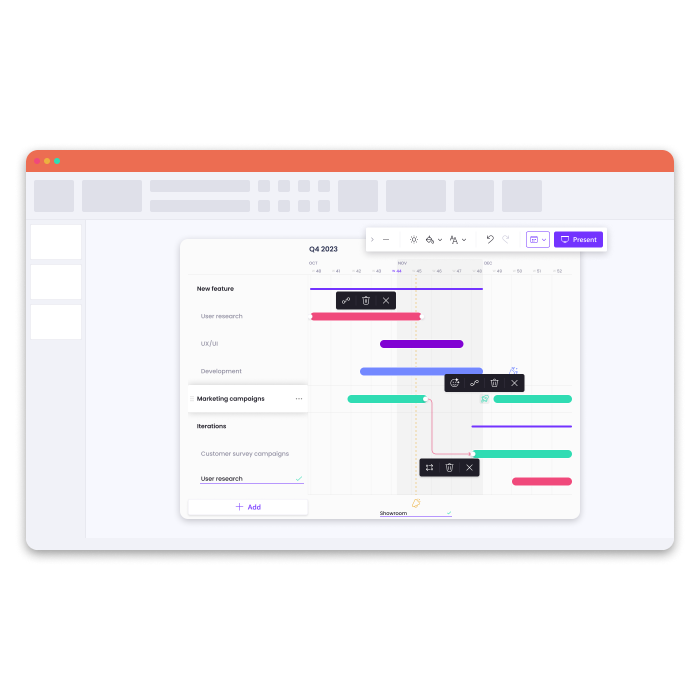 Present
Q4 2023
OCT NOV DEC
40 41 42 43 44 45 46 47 48 49 50 51 52
New feature
User research
UX/UI
Development
Marketing campaigns
Iterations
Customer survey campaigns
User research
Add
Showroom